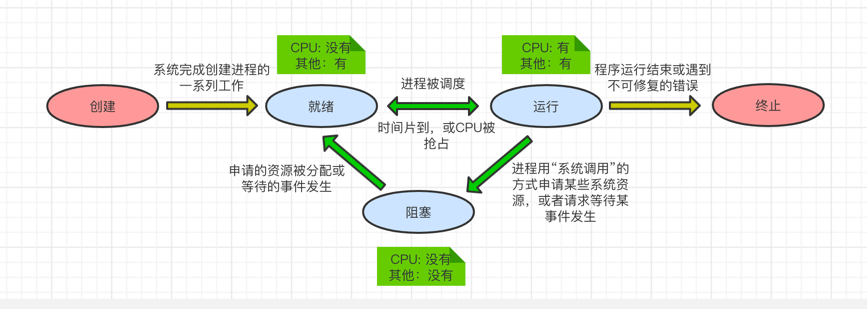 CPU: 没有
其他：有
CPU: 有
其他：有
系统完成创建进程的
一系列工作
进程被调度
程序运行结束或遇到
不可修复的错误
创建
就绪
运行
终止
时间片到，或CPU被
抢占
申请的资源被分配或
等待的事件发生
进程用“系统调用”的
方式申请某些系统资
源，或者请求等待某
事件发生
阻塞
CPU: 没有
其他：没有